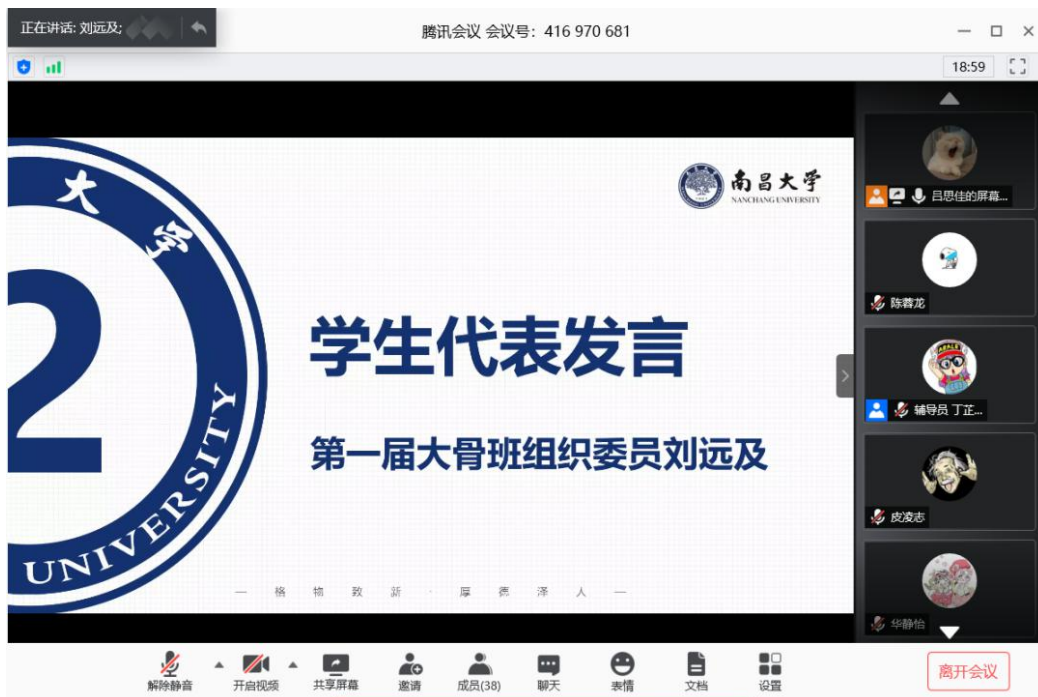 正在讲话: 刘远及;
腾讯会议 会议号：416 970 681
18:59
大学
2
UNIVERSITY
南昌大学
NANCHANG UNIVERSITY
学生代表发言
第一届大骨班组织委员刘远及
— 格 物 致 新 · 厚 德 泽 人 —
吕思佳的屏幕...
陈蓉龙
辅导员 丁芷...
皮凌志
华静怡
解除静音
开启视频
共享屏幕
邀请
成员(38)
聊天
表情
文档
设置
离开会议